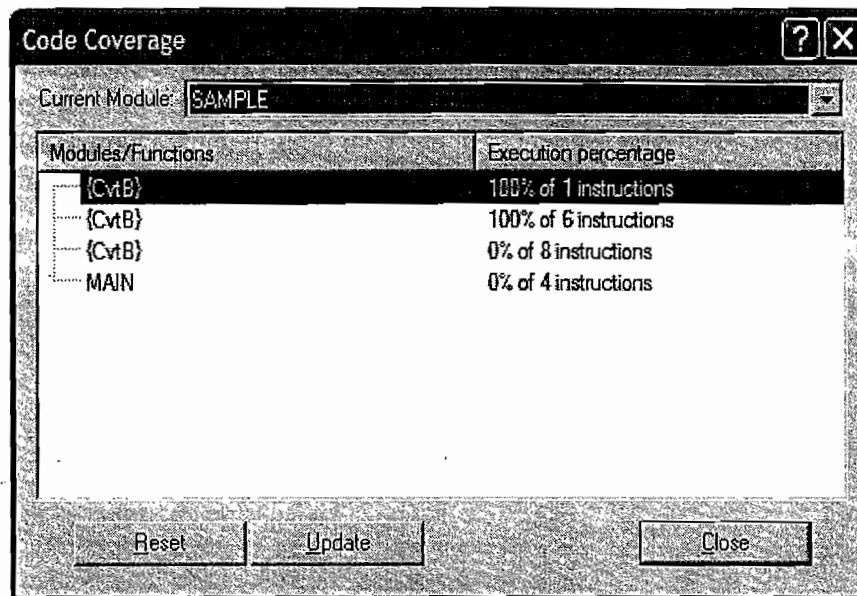 Code Coverage
Current Module: SAMPLE
Modules/Functions Execution percentage
{CvtB} 100% of 1 instructions
{CvtB} 100% of 6 instructions
{CvtB} 0% of 8 instructions
MAIN 0% of 4 instructions
Reset Update Close